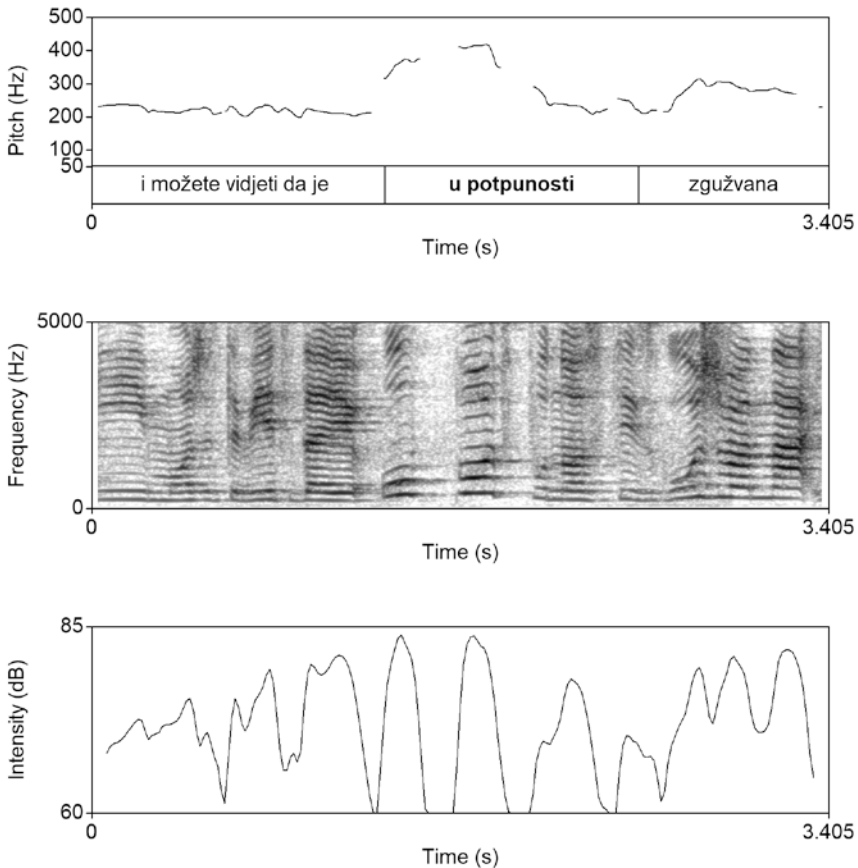 500
400
300
200
100
50
Pitch (Hz)
i možete vidjeti da je u potpunosti zgužvana
0 3.405
Time (s)
5000
Frequency (Hz)
0
0 3.405
Time (s)
85
Intensity (dB)
60
0 3.405
Time (s)